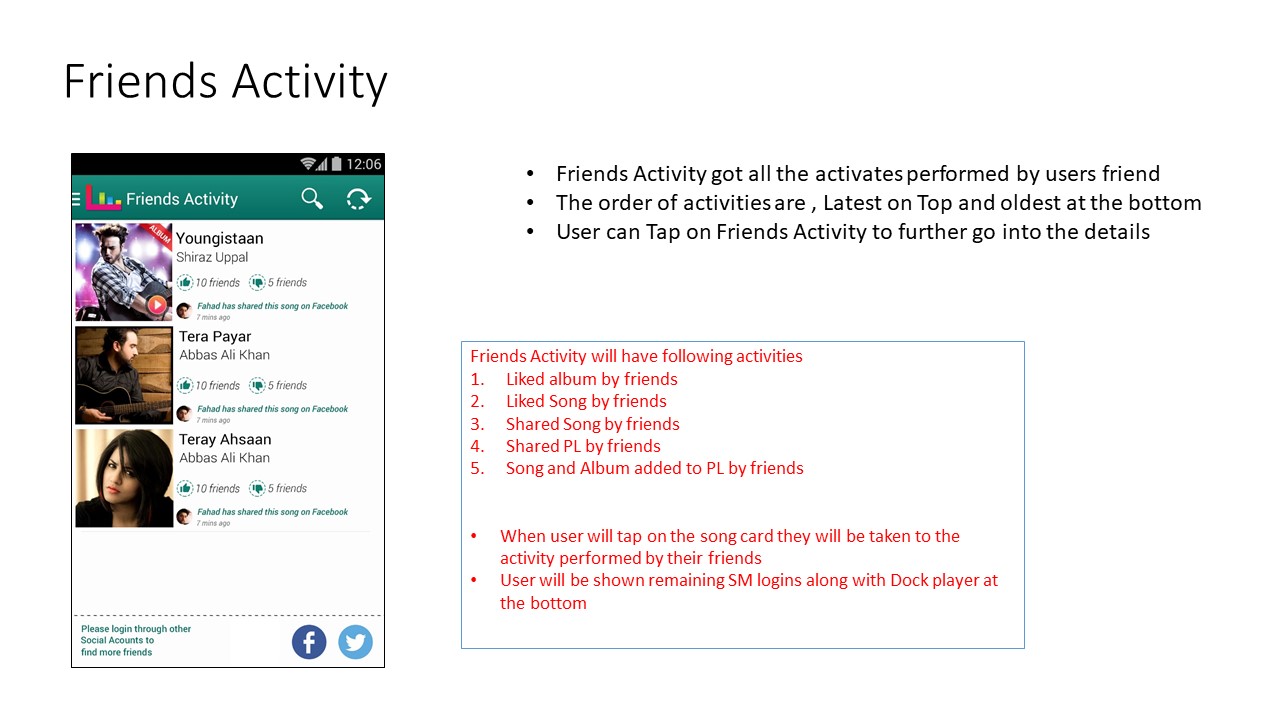 Friends Activity
12:06
Friends Activity
ALBUM
Youngistaan
Shiraz Uppal
10 friends 5 friends
Fahad has shared this song on Facebook
7 mins ago
Tera Payar
Abbas Ali Khan
10 friends 5 friends
Fahad has shared this song on Facebook
7 mins ago
Teray Ahsaan
Abbas Ali Khan
10 friends 5 friends
Fahad has shared this song on Facebook
7 mins ago
Please login through other
Social Acounts to
find more friends
• Friends Activity got all the activates performed by users friend
• The order of activities are , Latest on Top and oldest at the bottom
• User can Tap on Friends Activity to further go into the details
Friends Activity will have following activities
1. Liked album by friends
2. Liked Song by friends
3. Shared Song by friends
4. Shared PL by friends
5. Song and Album added to PL by friends
• When user will tap on the song card they will be taken to the
activity performed by their friends
• User will be shown remaining SM logins along with Dock player at
the bottom